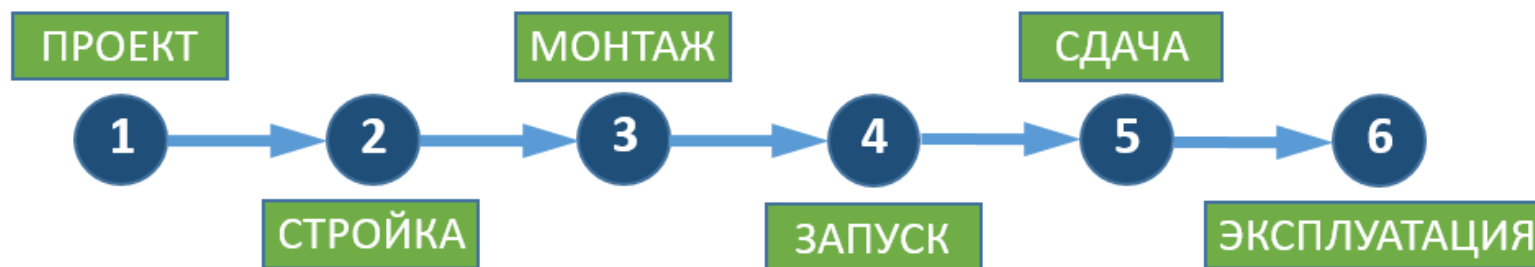 ПРОЕКТ
МОНТАЖ
СДАЧА
1
2
3
4
5
6
СТРОЙКА
ЗАПУСК
ЭКСПЛУАТАЦИЯ